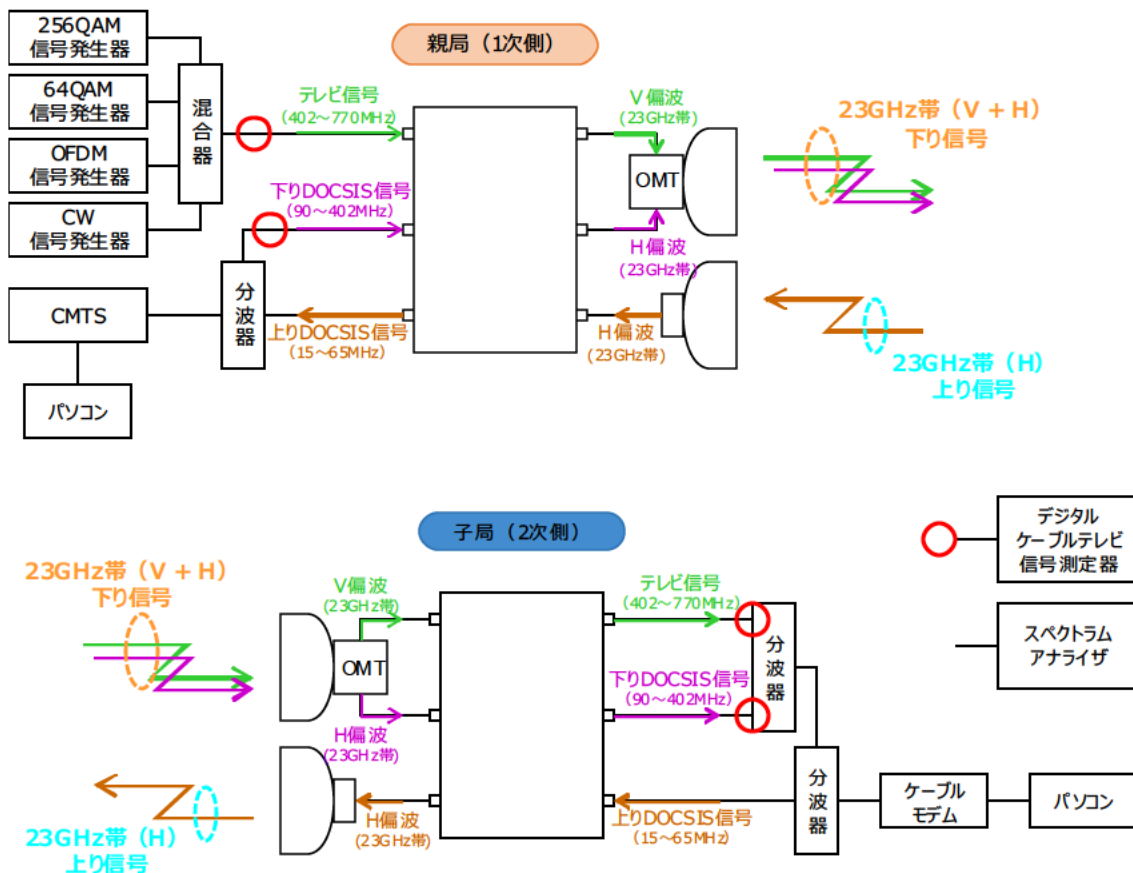 256QAM
信号発生器
64QAM
信号発生器
OFDM
信号発生器
CW
信号発生器
混合器
親局（1次側）
テレビ信号
(402～770MHz)
下りDOCSIS信号
(90～402MHz)
上りDOCSIS信号
(15～65MHz)
分波器
CMTS
パソコン
V偏波
(23GHz帯)
OMT
H偏波
(23GHz帯)
H偏波
(23GHz帯)
23GHz帯（V + H）
下り信号
23GHz帯（H）
上り信号
子局（2次側）
23GHz帯（V + H）
下り信号
23GHz帯（H）
上り信号
V偏波
(23GHz帯)
OMT
H偏波
(23GHz帯)
H偏波
(23GHz帯)
テレビ信号
(402～770MHz)
下りDOCSIS信号
(90～402MHz)
上りDOCSIS信号
(15～65MHz)
分波器
分波器
ケーブル
モデム
パソコン
デジタル
ケーブルテレビ
信号測定器
スペクトラム
アナライザ